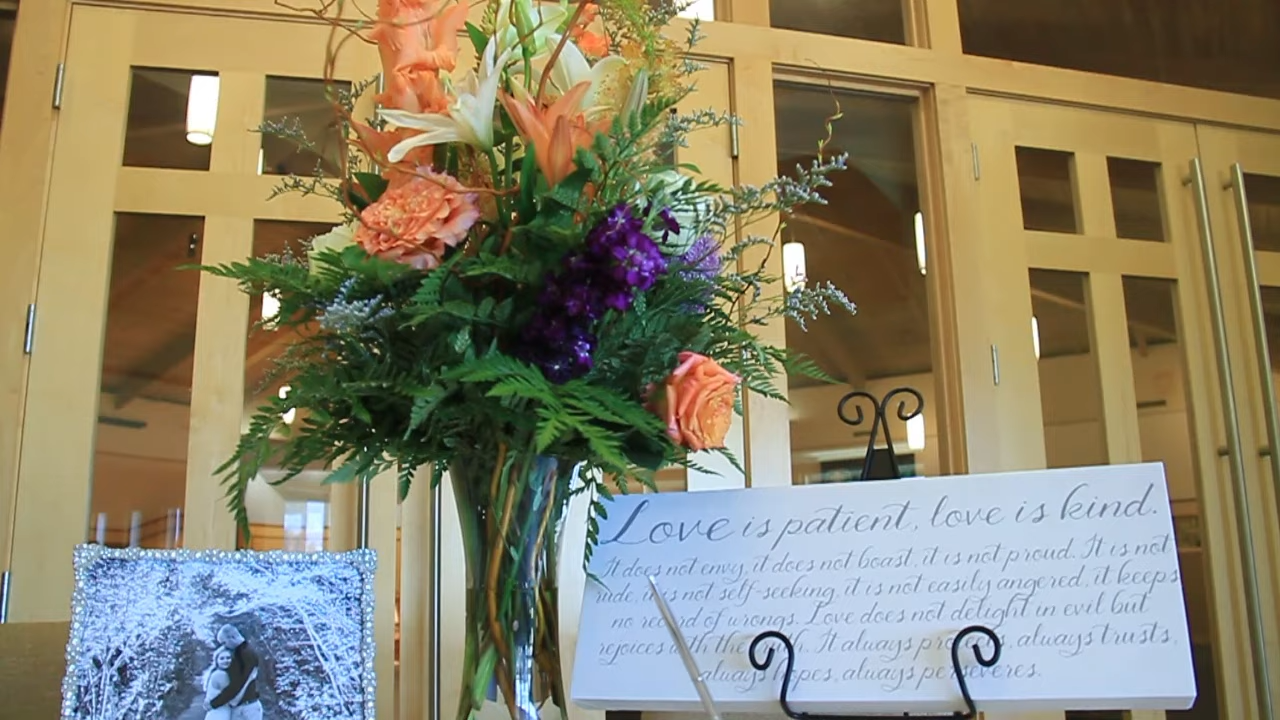 Love is patient, love is kind.
It does not envy, it does not boast, it is not proud. It is not
rude, it is not self-seeking, it is not easily angered, it keeps
no record of wrongs. Love does not delight in evil but
rejoices with the truth. It always protects, always trusts,
always hopes, always perseveres.